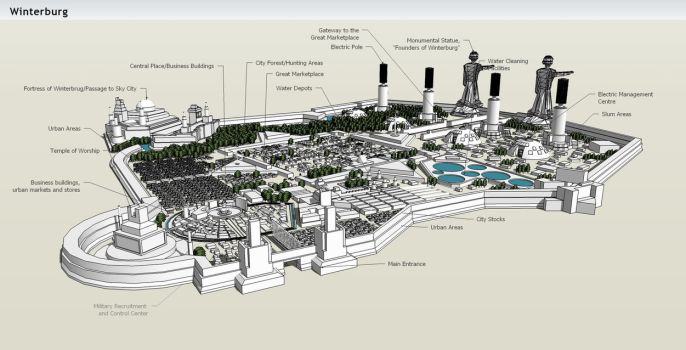 Winterburg
Gateway to the
Great Marketplace
Electric Pole
Monumental Statue,
"Founders of Winterburg"
Water Cleaning
Facilities
Central Place/Business Buildings
City Forest/Hunting Areas
Great Marketplace
Water Depots
Fortress of Winterbrug/Passage to Sky City
Electric Management
Centre
Slum Areas
Urban Areas
Temple of Worship
Business buildings,
urban markets and stores
City Stocks
Urban Areas
Main Entrance
Military Recruitment
and Control Center